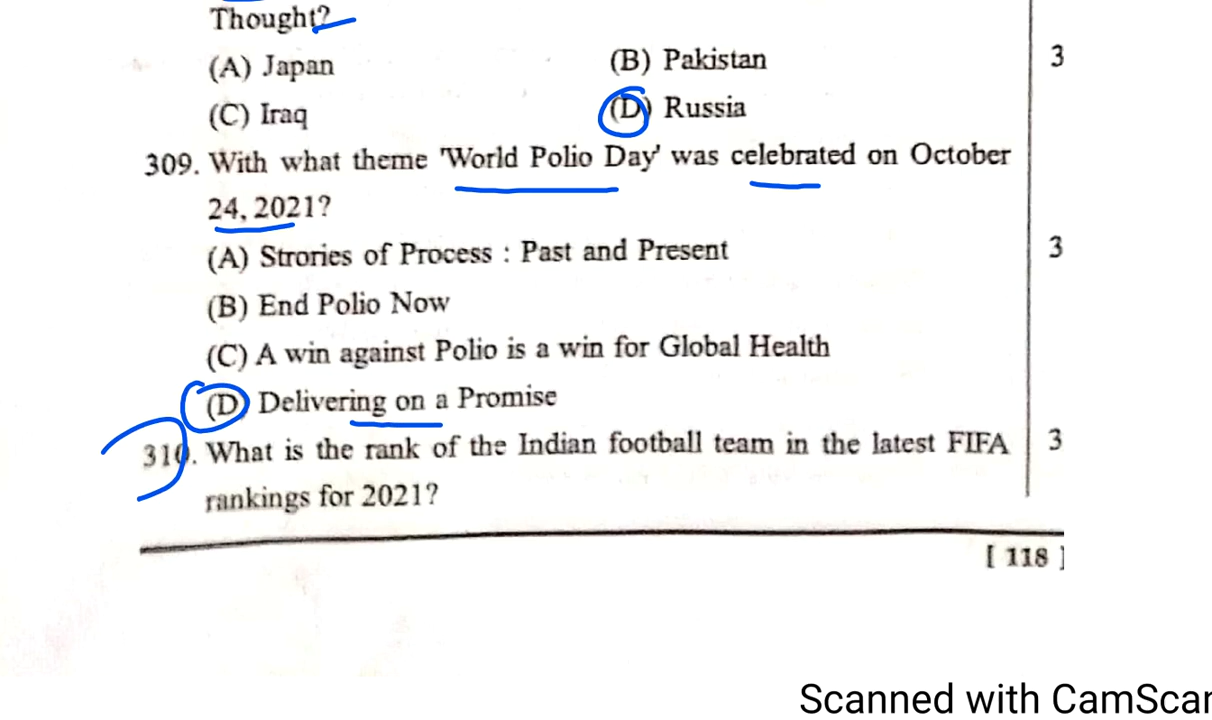 Thought?
(A) Japan (B) Pakistan 3
(C) Iraq (D) Russia
309. With what theme 'World Polio Day' was celebrated on October
24, 2021?
(A) Strories of Process : Past and Present 3
(B) End Polio Now
(C) A win against Polio is a win for Global Health
(D) Delivering on a Promise
310. What is the rank of the Indian football team in the latest FIFA 3
rankings for 2021?
[ 118 ]
Scanned with CamScan